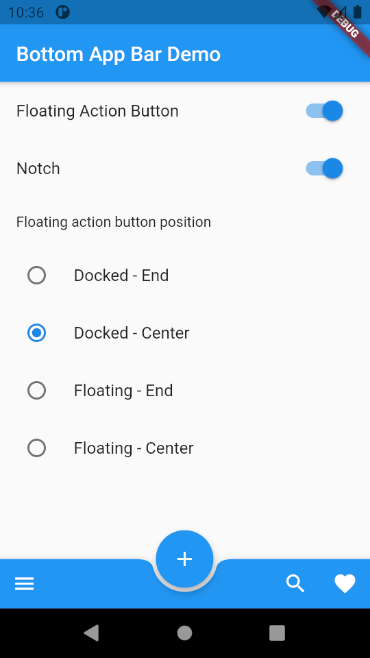 10:36
DEBUG
Bottom App Bar Demo
Floating Action Button
Notch
Floating action button position
Docked - End
Docked - Center
Floating - End
Floating - Center